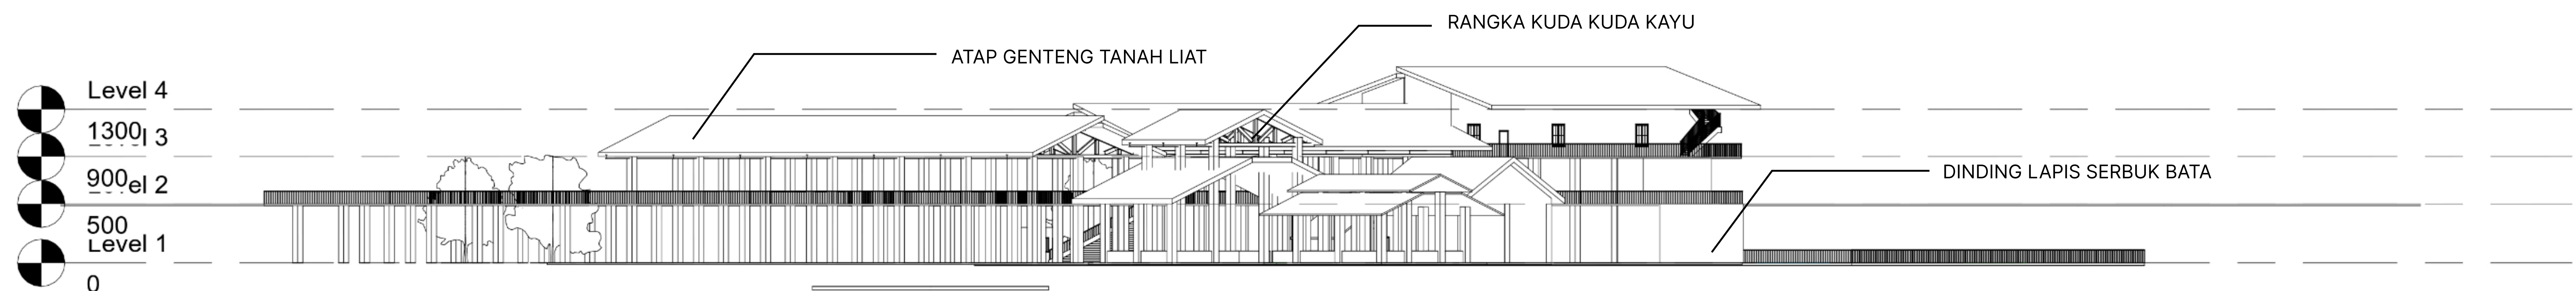 RANGKA KUDA KUDA KAYU
ATAP GENTENG TANAH LIAT
Level 4
1300
3
900
el 2
DINDING LAPIS SERBUK BATA
500
Level 1
0